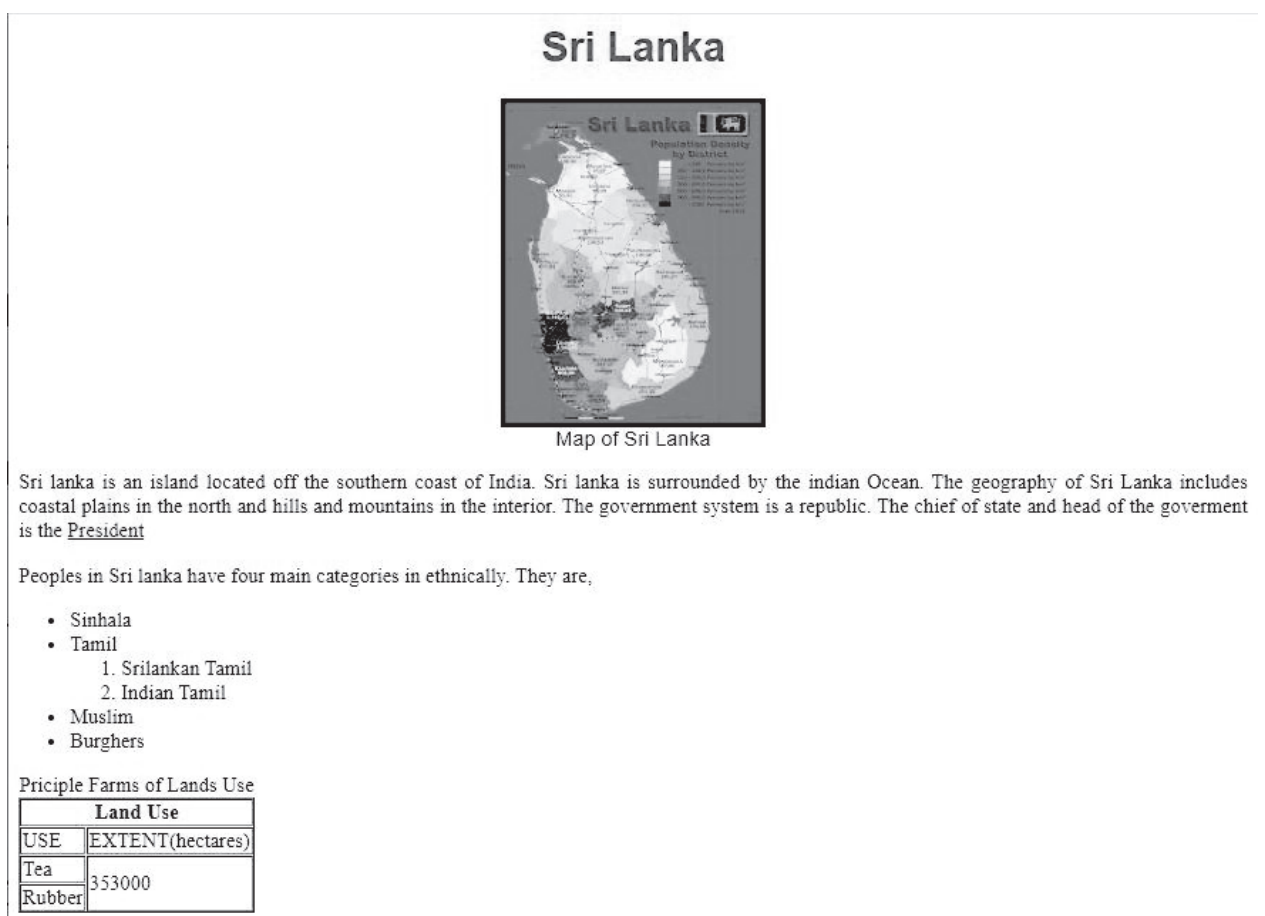 Sri Lanka
Sri Lanka
Population Density
by District
Map of Sri Lanka
Sri lanka is an island located off the southern coast of India. Sri lanka is surrounded by the indian Ocean. The geography of Sri Lanka includes
coastal plains in the north and hills and mountains in the interior. The government system is a republic. The chief of state and head of the goverment
is the President
Peoples in Sri lanka have four main categories in ethnically. They are,
• Sinhala
• Tamil
1. Srilankan Tamil
2. Indian Tamil
• Muslim
• Burghers
Priciple Farms of Lands Use
Land Use
USE EXTENT(hectares)
Tea 353000
Rubber